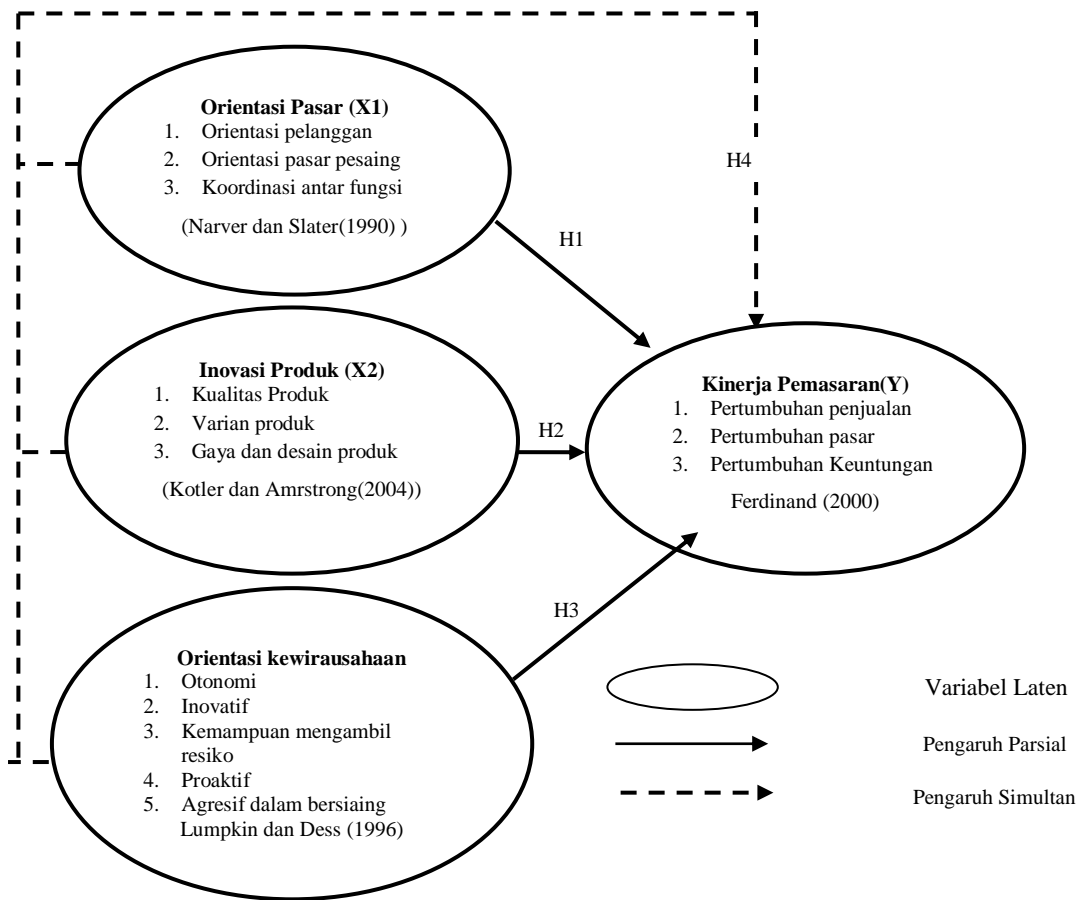 Orientasi Pasar (X1)
1. Orientasi pelanggan
2. Orientasi pasar pesaing
3. Koordinasi antar fungsi
(Narver dan Slater(1990) )
H4
H1
Inovasi Produk (X2)
1. Kualitas Produk
2. Varian produk
3. Gaya dan desain produk
(Kotler dan Amrstrong(2004))
H2
Kinerja Pemasaran(Y)
1. Pertumbuhan penjualan
2. Pertumbuhan pasar
3. Pertumbuhan Keuntungan
Ferdinand (2000)
H3
Orientasi kewirausahaan
1. Otonomi
2. Inovatif
3. Kemampuan mengambil
resiko
4. Proaktif
5. Agresif dalam bersiaing
Lumpkin dan Dess (1996)
Variabel Laten
Pengaruh Parsial
Pengaruh Simultan